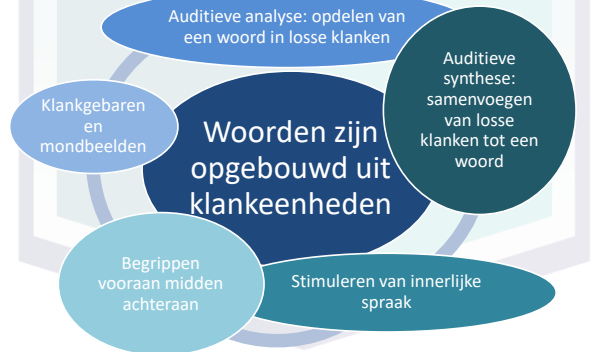 Auditieve analyse: opdelen van
een woord in losse klanken
Auditieve
synthese:
samenvoegen
van losse
klanken tot een
woord
Klankgebaren
en
mondbeelden
Woorden zijn
opgebouwd uit
klankeenheden
Begrippen
vooraan midden
achteraan
Stimuleren van innerlijke
spraak